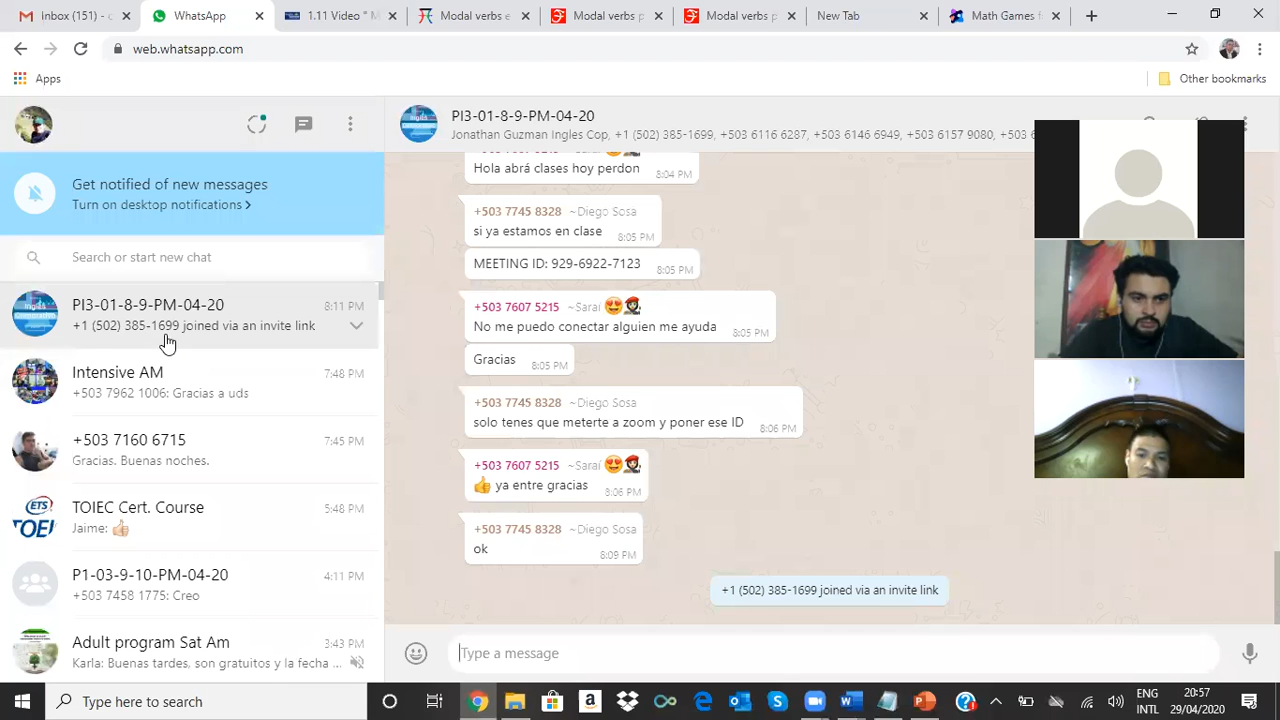 inbox (151) - c
WhatsApp
1.11 Video * M
Modal verbs e
Modal verbs p
Modal verbs p
New Tab
Math Games f
web.whatsapp.com
Apps
Other bookmarks
Get notified of new messages
Turn on desktop notifications >
Search or start new chat
PI3-01-8-9-PM-04-20
8:11 PM
+1 (502) 385-1699 joined via an invite link
Intensive AM
7:48 PM
+503 7962 1006: Gracias a uds
+503 7160 6715
7:45 PM
Gracias. Buenas noches.
TOIEC Cert. Course
5:48 PM
Jaime: 👍
P1-03-9-10-PM-04-20
4:11 PM
+503 7458 1775: Creo
Adult program Sat Am
3:43 PM
Karla: Buenas tardes, son gratuitos y la fecha ...
PI3-01-8-9-PM-04-20
Jonathan Guzman Ingles Cop, +1 (502) 385-1699, +503 6116 6287, +503 6146 6949, +503 6157 9080, +503 6
Hola abrá clases hoy perdon
8:04 PM
+503 7745 8328 ~Diego Sosa
si ya estamos en clase
8:05 PM
MEETING ID: 929-6922-7123
8:05 PM
+503 7607 5215 ~Saraí
No me puedo conectar alguien me ayuda
8:05 PM
Gracias
8:05 PM
+503 7745 8328 ~Diego Sosa
solo tenes que meterte a zoom y poner ese ID
8:06 PM
+503 7607 5215 ~Saraí
👍 ya entre gracias
8:06 PM
+503 7745 8328 ~Diego Sosa
ok
8:09 PM
+1 (502) 385-1699 joined via an invite link
Type a message
Type here to search
ENG
INTL
20:57
29/04/2020